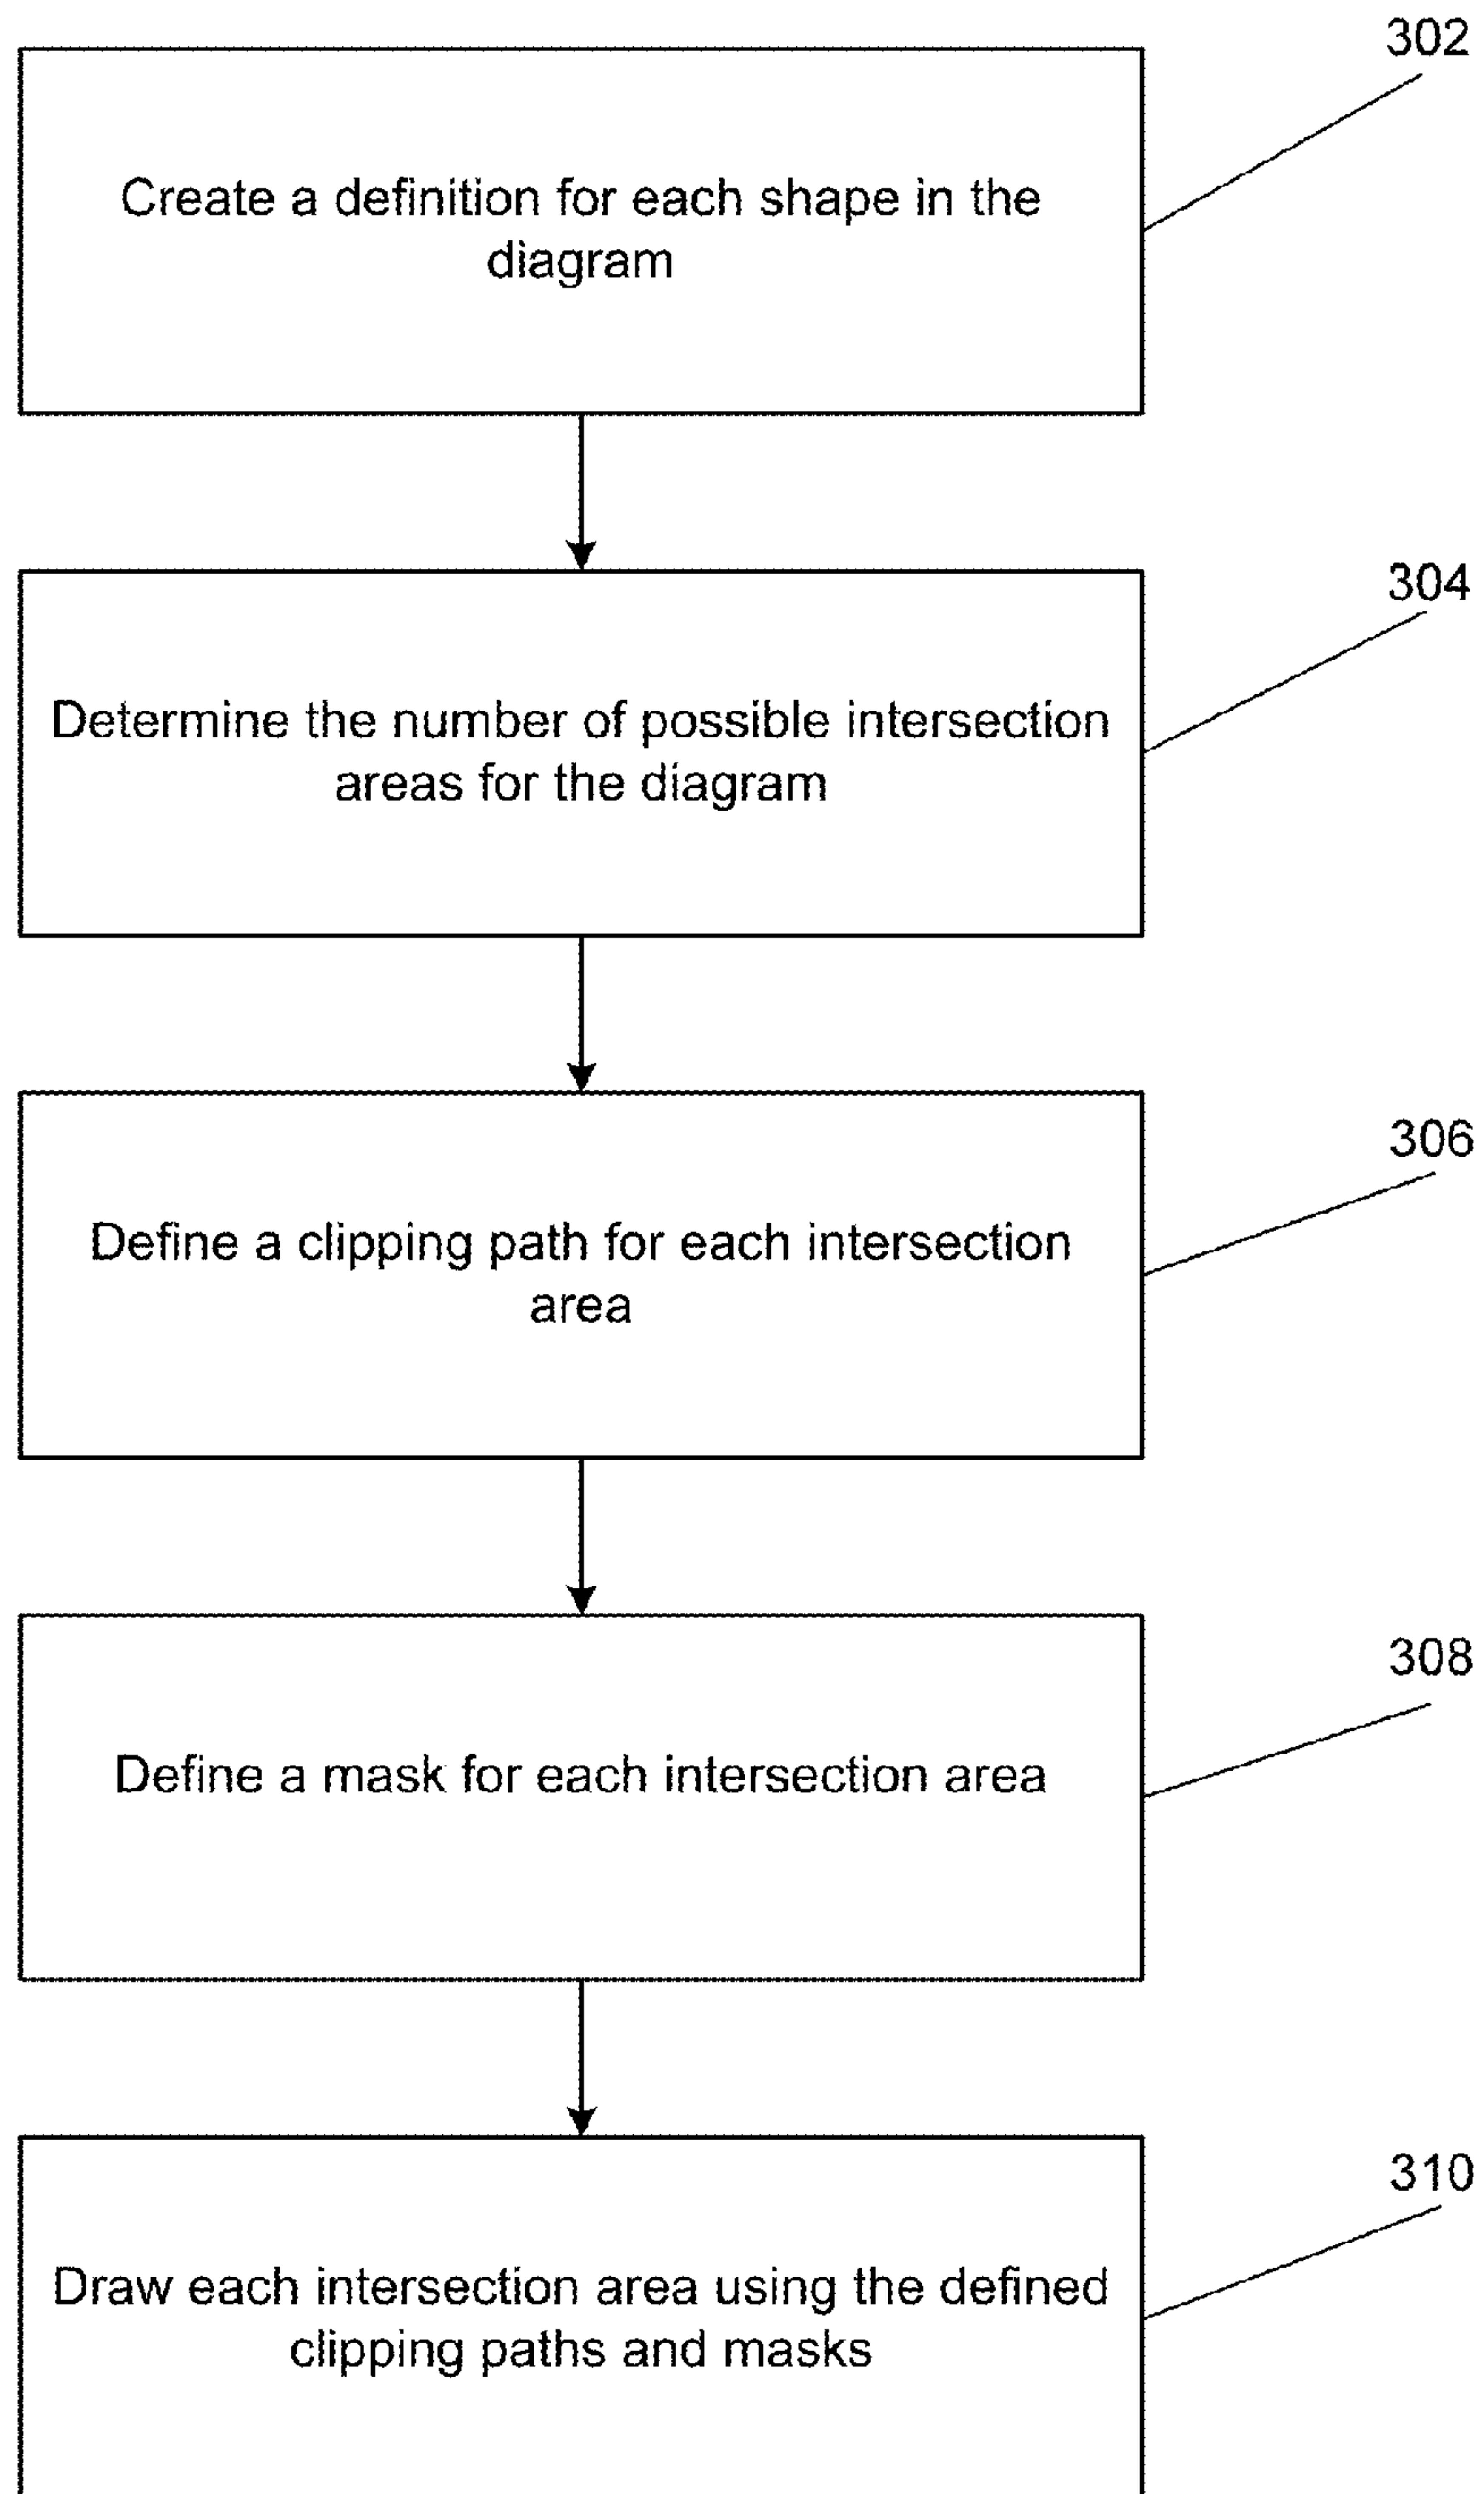 302
Create a definition for each shape in the
diagram
304
Determine the number of possible intersection
areas for the diagram
306
Define a clipping path for each intersection
area
308
Define a mask for each intersection area
310
Draw each intersection area using the defined
clipping paths and masks